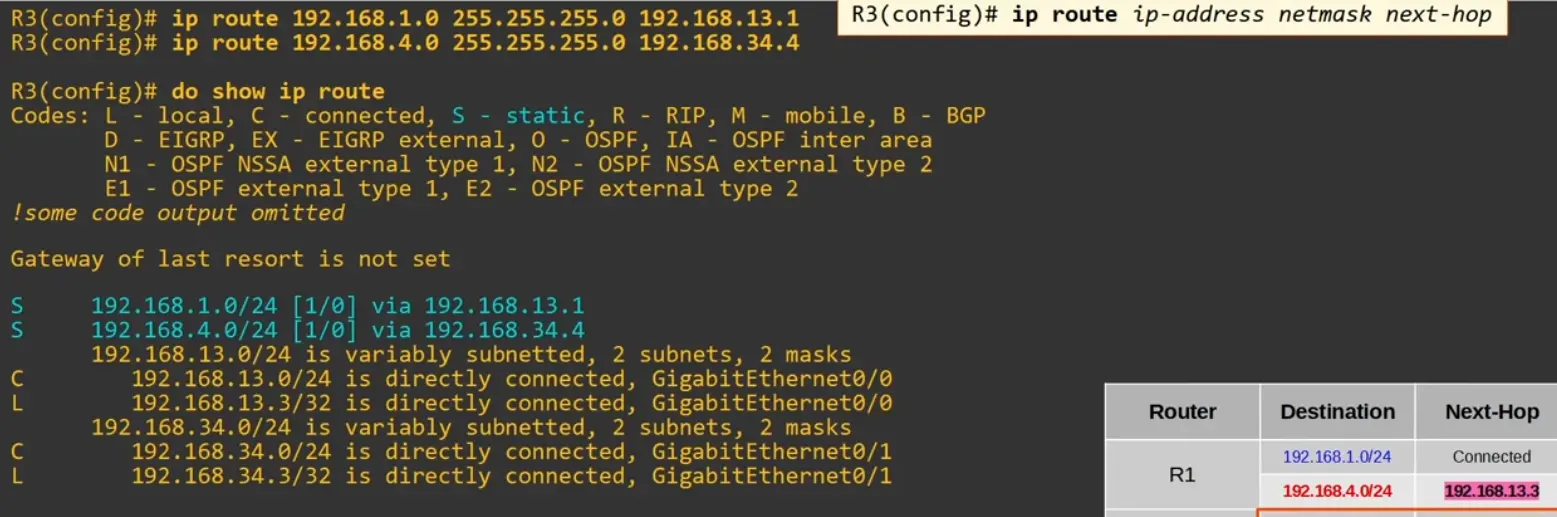 R3(config)# ip route 192.168.1.0 255.255.255.0 192.168.13.1
R3(config)# ip route 192.168.4.0 255.255.255.0 192.168.34.4
R3(config)# ip route ip-address netmask next-hop
R3(config)# do show ip route
Codes: L - local, C - connected, S - static, R - RIP, M - mobile, B - BGP
D - EIGRP, EX - EIGRP external, O - OSPF, IA - OSPF inter area
N1 - OSPF NSSA external type 1, N2 - OSPF NSSA external type 2
E1 - OSPF external type 1, E2 - OSPF external type 2
!some code output omitted
Gateway of last resort is not set
S 192.168.1.0/24 [1/0] via 192.168.13.1
S 192.168.4.0/24 [1/0] via 192.168.34.4
192.168.13.0/24 is variably subnetted, 2 subnets, 2 masks
C 192.168.13.0/24 is directly connected, GigabitEthernet0/0
L 192.168.13.3/32 is directly connected, GigabitEthernet0/0
192.168.34.0/24 is variably subnetted, 2 subnets, 2 masks
C 192.168.34.0/24 is directly connected, GigabitEthernet0/1
L 192.168.34.3/32 is directly connected, GigabitEthernet0/1
Router Destination Next-Hop
R1
192.168.1.0/24 Connected
192.168.4.0/24 192.168.13.3